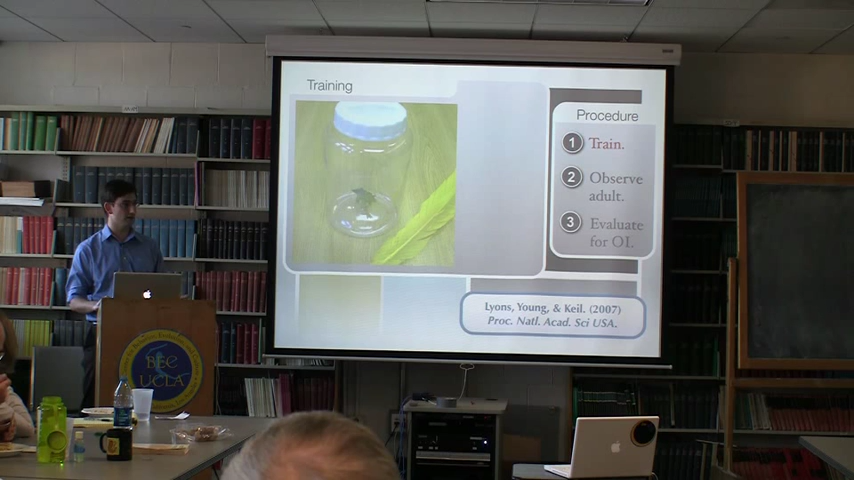 Training
Procedure
1 Train.
2 Observe
adult.
3 Evaluate
for OI.
Lyons, Young, & Keil. (2007)
Proc. Natl. Acad. Sci USA.
BEC
UCLA